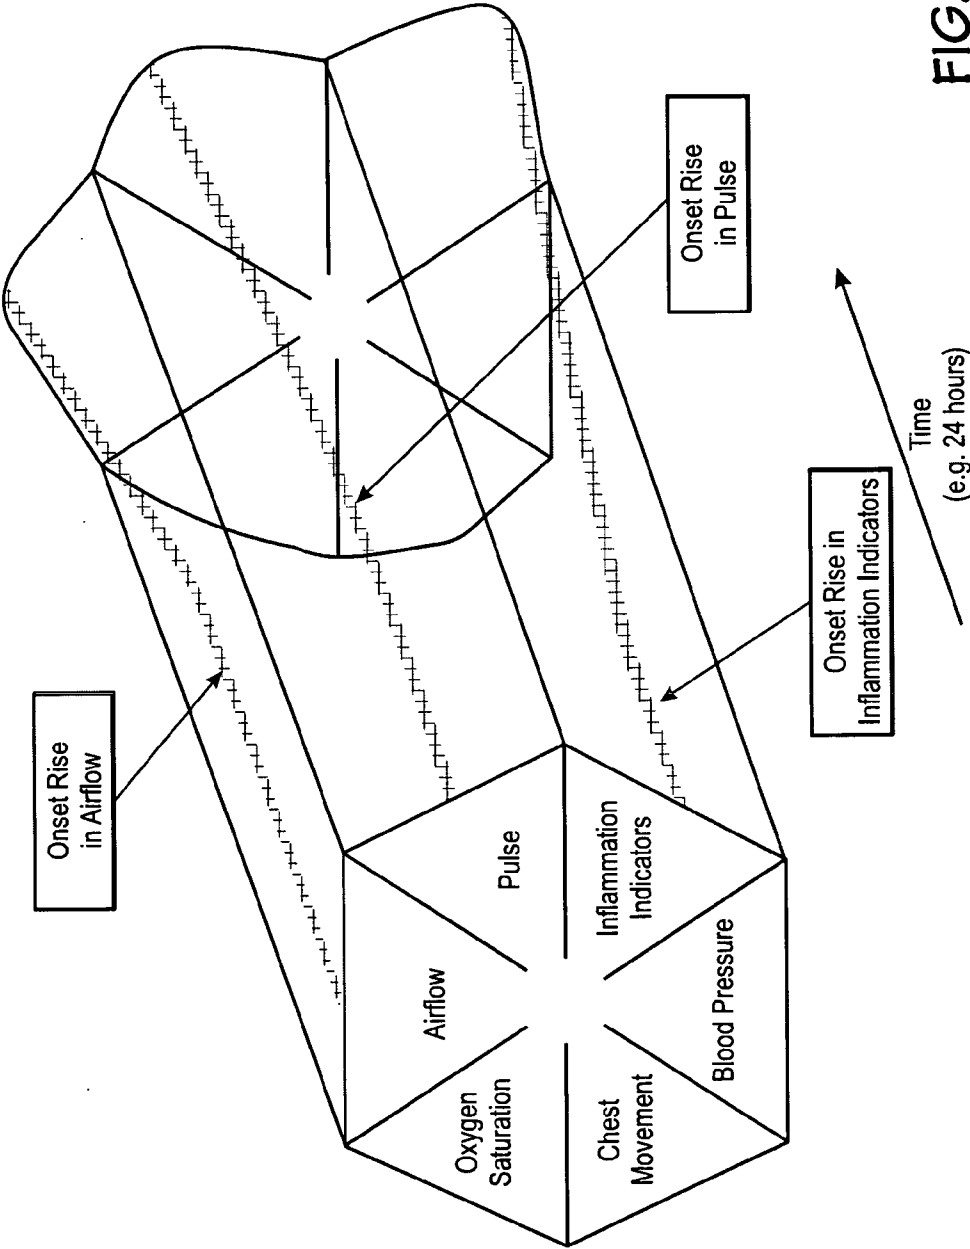 Onset Rise
in Airflow
Onset Rise
in Pulse
Onset Rise in
Inflammation Indicators
Airflow
Pulse
Oxygen
Saturation
Inflammation
Indicators
Chest
Movement
Blood Pressure
Time
(e.g. 24 hours)
FIG.